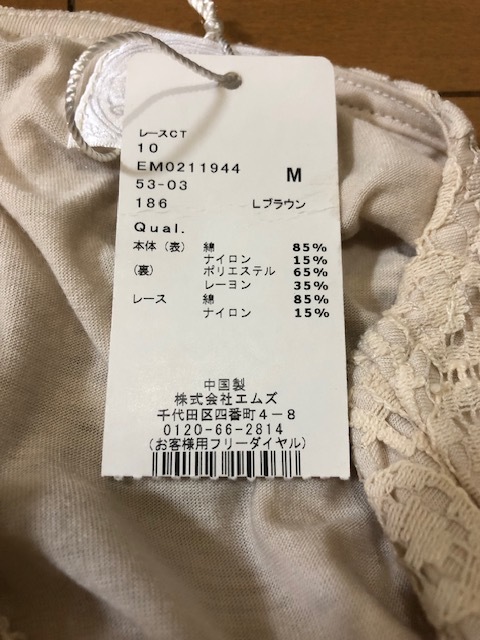 レースCT
10
EM0211944 M
53-03
186 Lブラウン
Qual.
本体（表） 綿 85%
ナイロン 15%
（裏） ポリエステル 65%
レーヨン 35%
レース 綿 85%
ナイロン 15%
中国製
株式会社エムズ
千代田区四番町4-8
0120-66-2814
(お客様用フリーダイヤル)